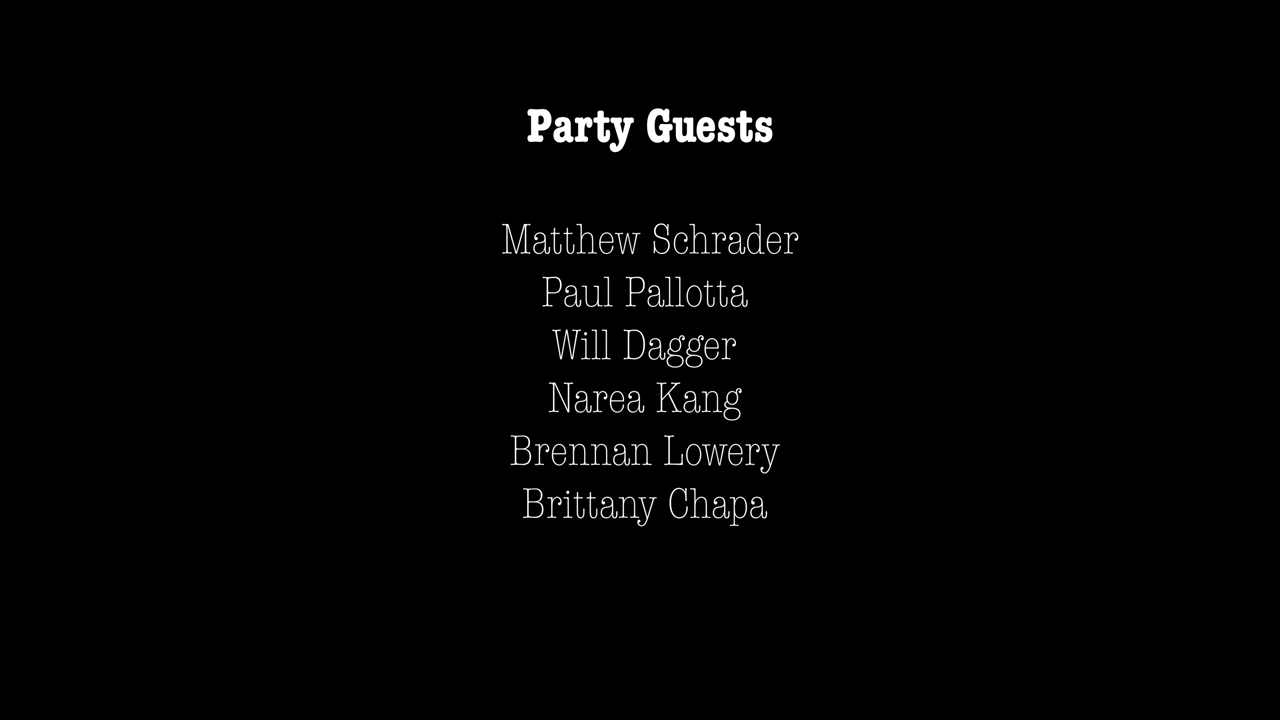 Party Guests
Matthew Schrader
Paul Pallotta
Will Dagger
Narea Kang
Brennan Lowery
Brittany Chapa